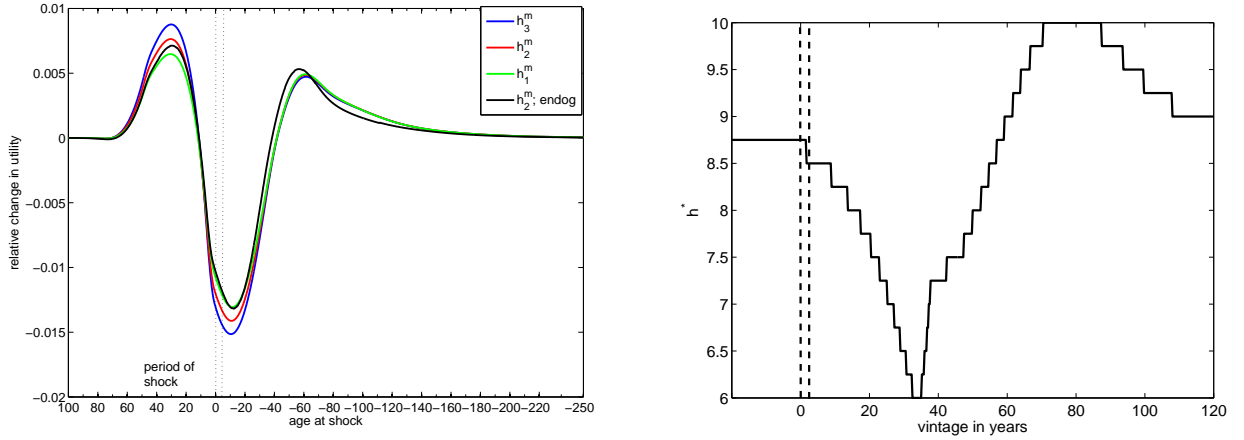 0.01
0.005
0
−0.005
−0.01
−0.015
−0.02
relative change in utility
100 80 60 40 20 0 −20 −40 −60 −80 −100 −120 −140 −160 −180 −200 −220 −250
age at shock
period of
shock
h₃ᵐ
h₂ᵐ
h₁ᵐ
h₂ᵐ; endog
10
9.5
9
8.5
8
7.5
7
6.5
6
h*
0 20 40 60 80 100 120
vintage in years